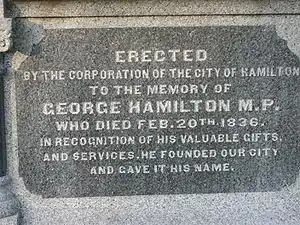 ERECTED
BY THE CORPORATION OF THE CITY OF HAMILTON
TO THE MEMORY OF
GEORGE HAMILTON M.P.
WHO DIED FEB. 20TH. 1836.
IN RECOGNITION OF HIS VALUABLE GIFTS,
AND SERVICES. HE FOUNDED OUR CITY
AND GAVE IT HIS NAME.